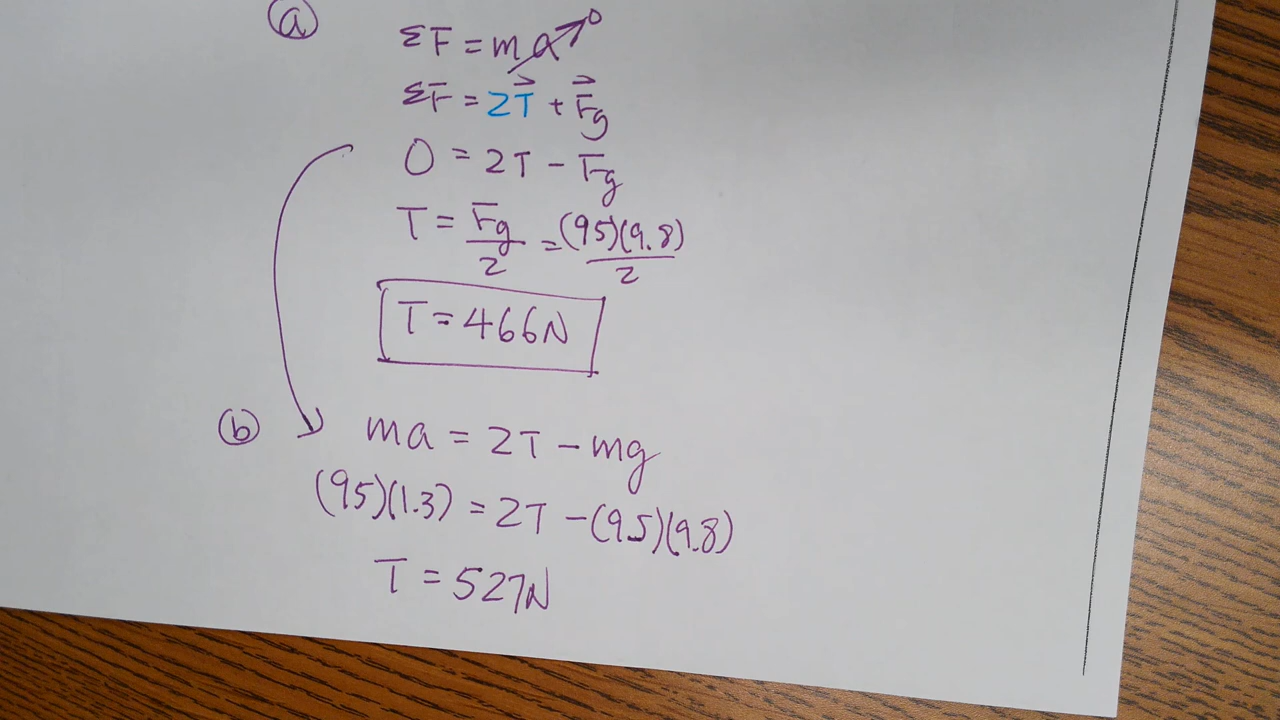 (a)
ΣF = ma→0
ΣF = 2T⃗ + F⃗g
0 = 2T - Fg
T = Fg/2 = (95)(9.8)/2
T = 466N
(b) ma = 2T - mg
(95)(1.3) = 2T - (95)(9.8)
T = 527N